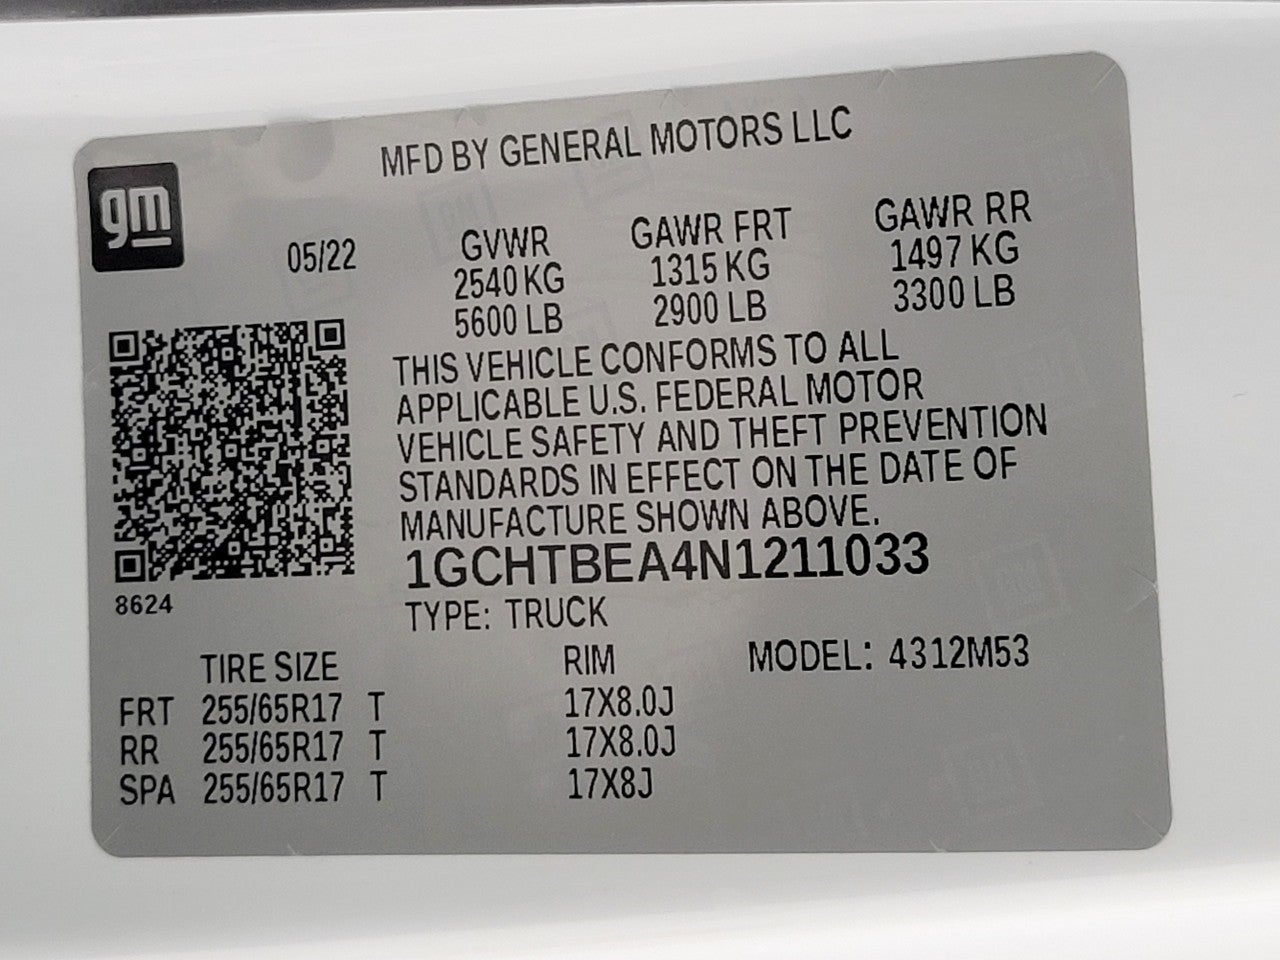 MFD BY GENERAL MOTORS LLC
gm
05/22 GVWR GAWR FRT GAWR RR
2540 KG 1315 KG 1497 KG
5600 LB 2900 LB 3300 LB
THIS VEHICLE CONFORMS TO ALL
APPLICABLE U.S. FEDERAL MOTOR
VEHICLE SAFETY AND THEFT PREVENTION
STANDARDS IN EFFECT ON THE DATE OF
MANUFACTURE SHOWN ABOVE.
1GCHTBEA4N1211033
8624
TYPE: TRUCK
TIRE SIZE RIM MODEL: 4312M53
FRT 255/65R17 T 17X8.0J
RR 255/65R17 T 17X8.0J
SPA 255/65R17 T 17X8J